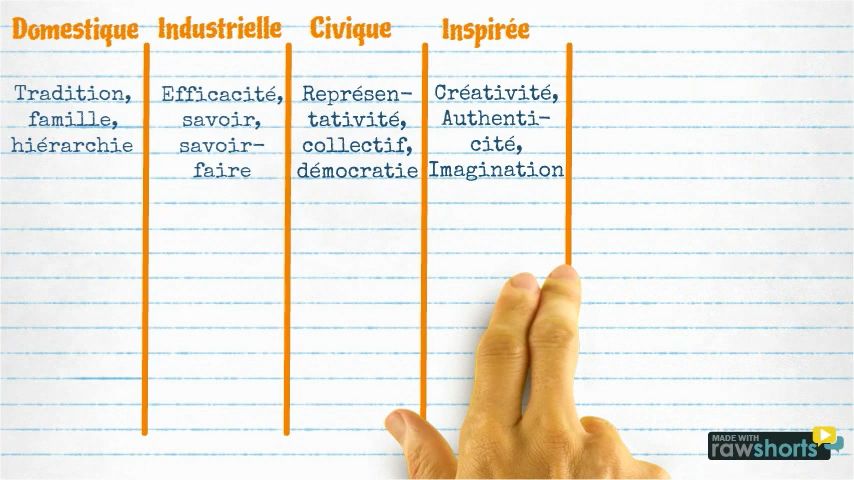 Domestique
Industrielle
Civique
Inspirée
Tradition,
famille,
hiérarchie
Efficacité,
savoir,
savoir-
faire
Représen-
tativité,
collectif,
démocratie
Créativité,
Authenti-
cité,
Imagination
MADE WITH
rawshorts